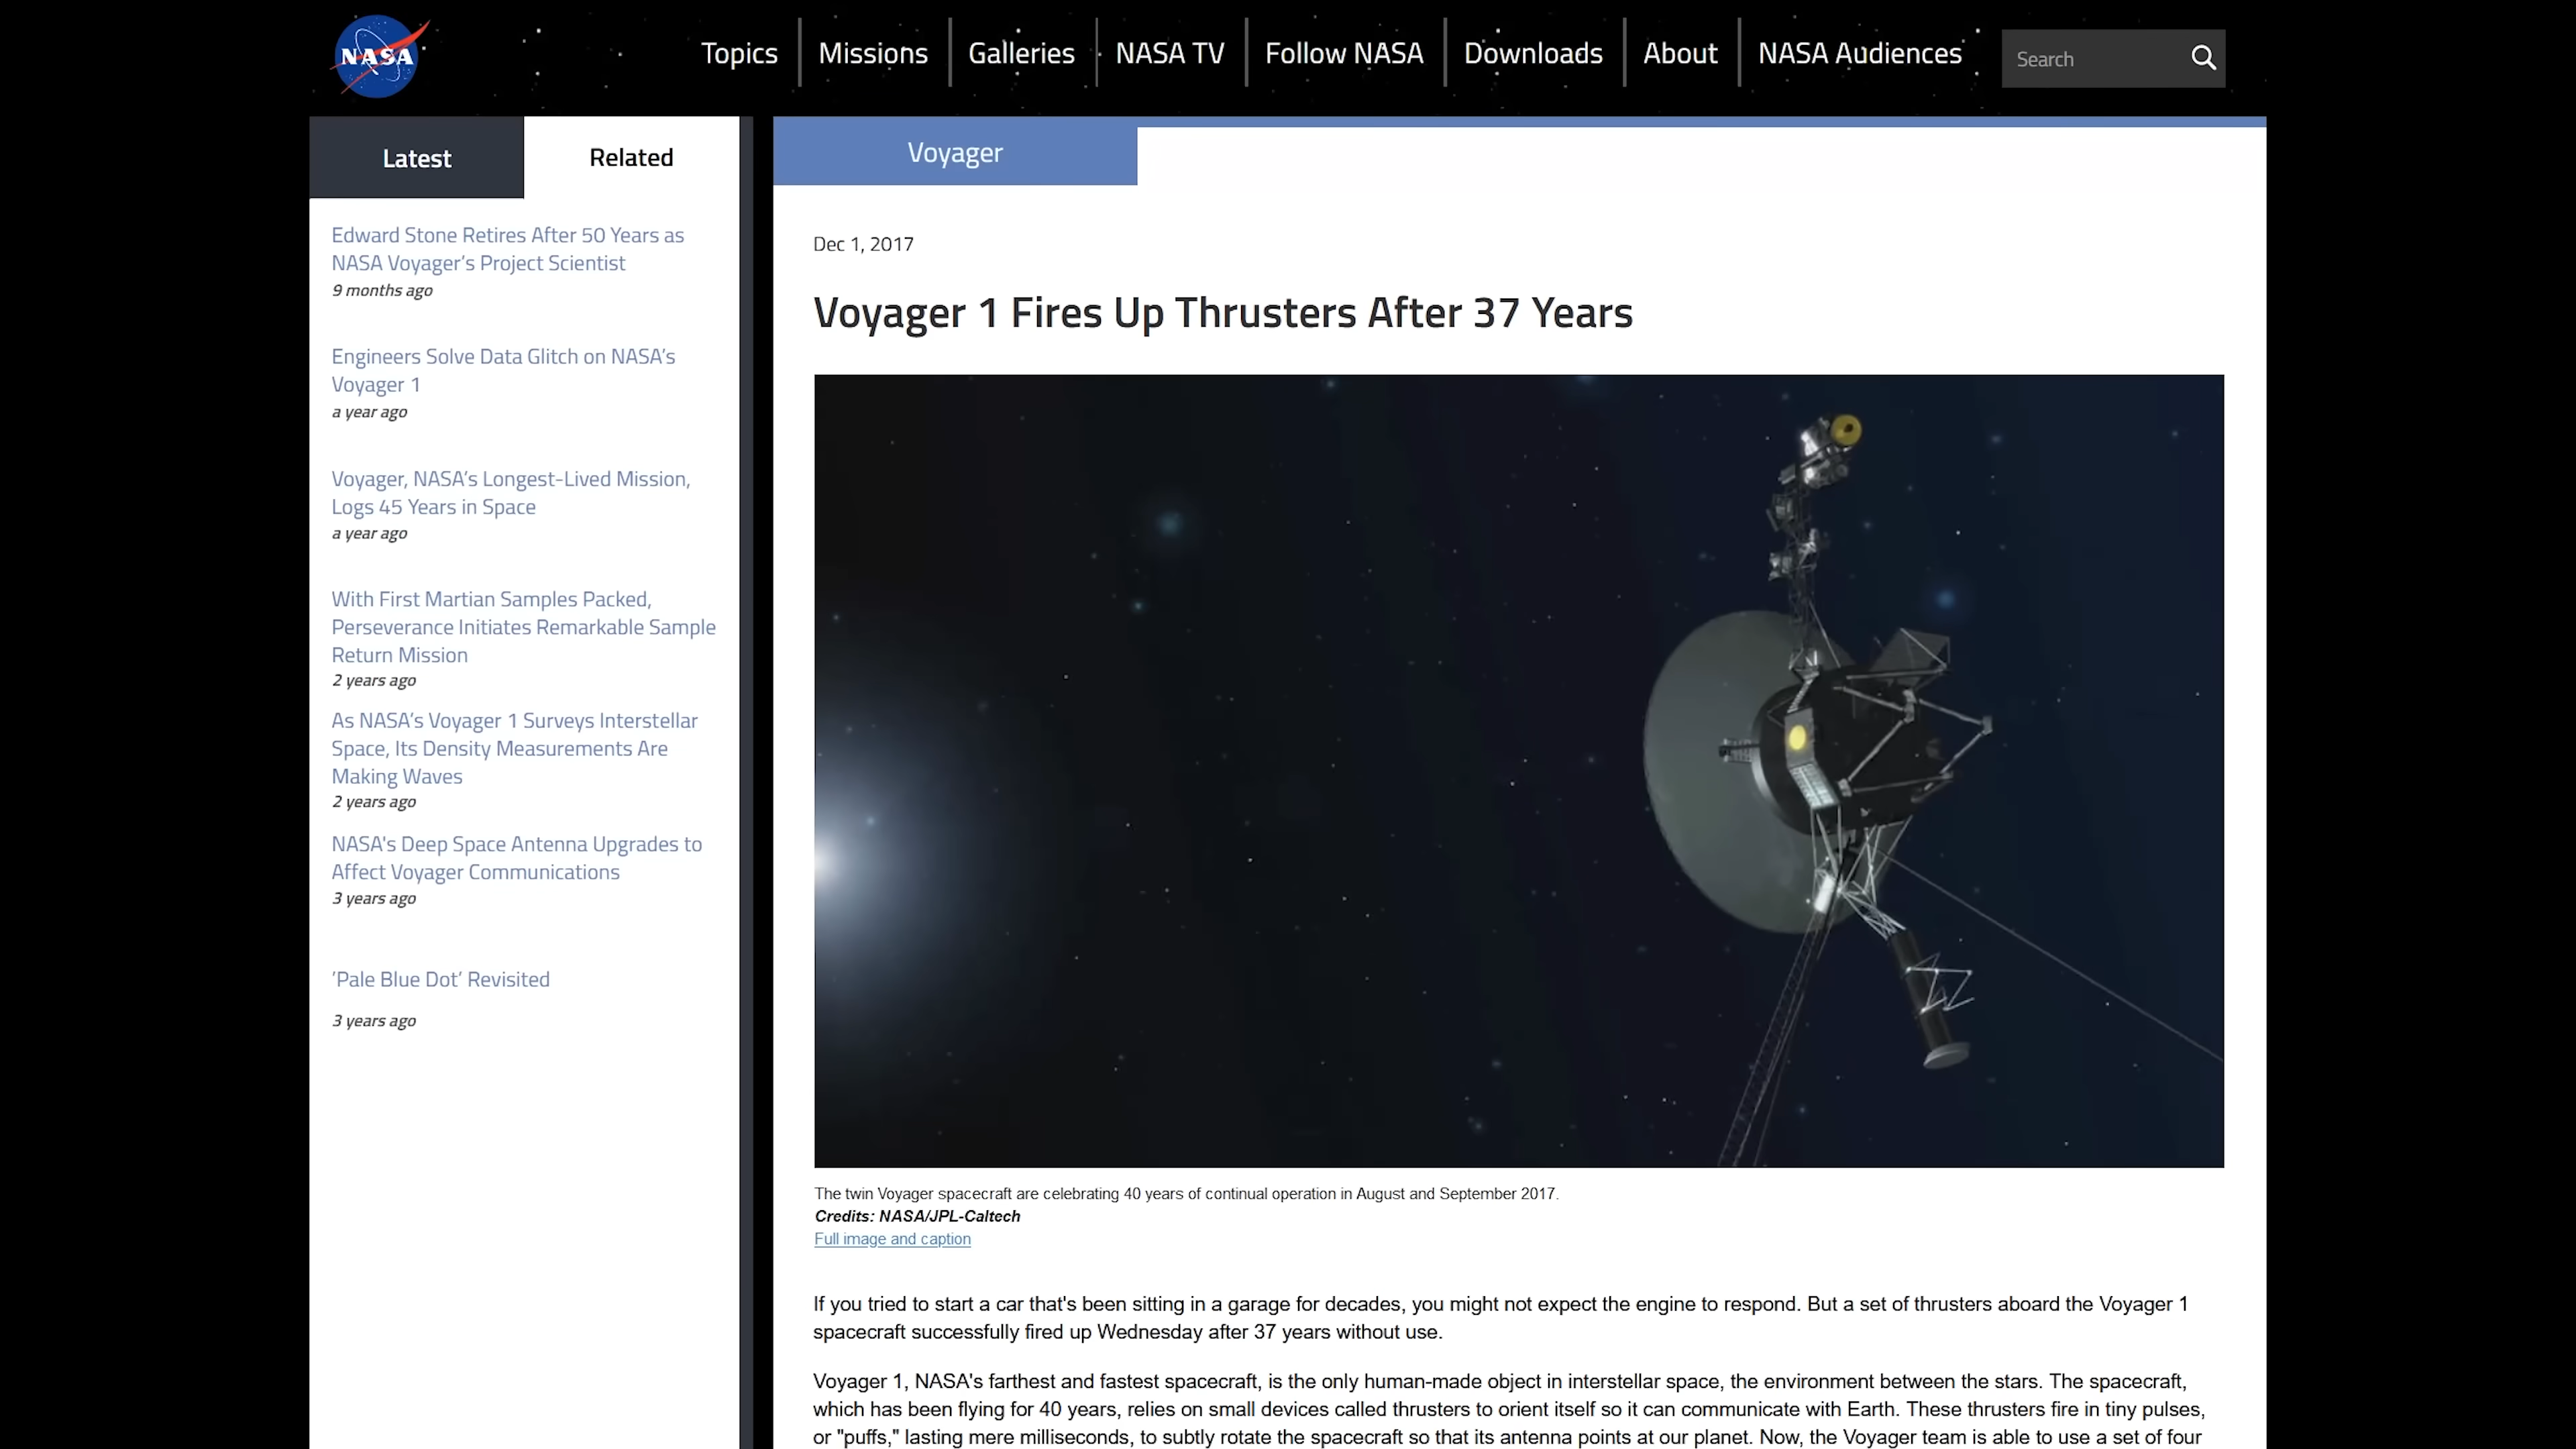 NASA
Topics
Missions
Galleries
NASA TV
Follow NASA
Downloads
About
NASA Audiences
Search
Latest
Related
Edward Stone Retires After 50 Years as
NASA Voyager's Project Scientist
9 months ago
Engineers Solve Data Glitch on NASA's
Voyager 1
a year ago
Voyager, NASA's Longest-Lived Mission,
Logs 45 Years in Space
a year ago
With First Martian Samples Packed,
Perseverance Initiates Remarkable Sample
Return Mission
2 years ago
As NASA's Voyager 1 Surveys Interstellar
Space, Its Density Measurements Are
Making Waves
2 years ago
NASA's Deep Space Antenna Upgrades to
Affect Voyager Communications
3 years ago
'Pale Blue Dot' Revisited
3 years ago
Voyager
Dec 1, 2017
Voyager 1 Fires Up Thrusters After 37 Years
The twin Voyager spacecraft are celebrating 40 years of continual operation in August and September 2017.
Credits: NASA/JPL-Caltech
Full image and caption
If you tried to start a car that's been sitting in a garage for decades, you might not expect the engine to respond. But a set of thrusters aboard the Voyager 1
spacecraft successfully fired up Wednesday after 37 years without use.
Voyager 1, NASA's farthest and fastest spacecraft, is the only human-made object in interstellar space, the environment between the stars. The spacecraft,
which has been flying for 40 years, relies on small devices called thrusters to orient itself so it can communicate with Earth. These thrusters fire in tiny pulses,
or "puffs," lasting mere milliseconds, to subtly rotate the spacecraft so that its antenna points at our planet. Now, the Voyager team is able to use a set of four